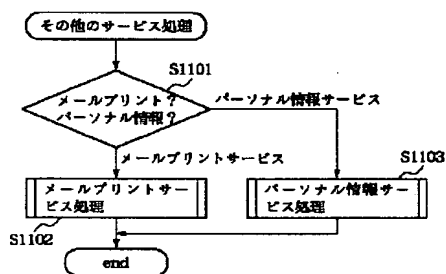 その他のサービス処理
S1101
メールプリント?
パーソナル情報?
パーソナル情報サービス
メールプリントサービス
S1103
メールプリントサー
ビス処理
パーソナル情報サービス
処理
S1102
end